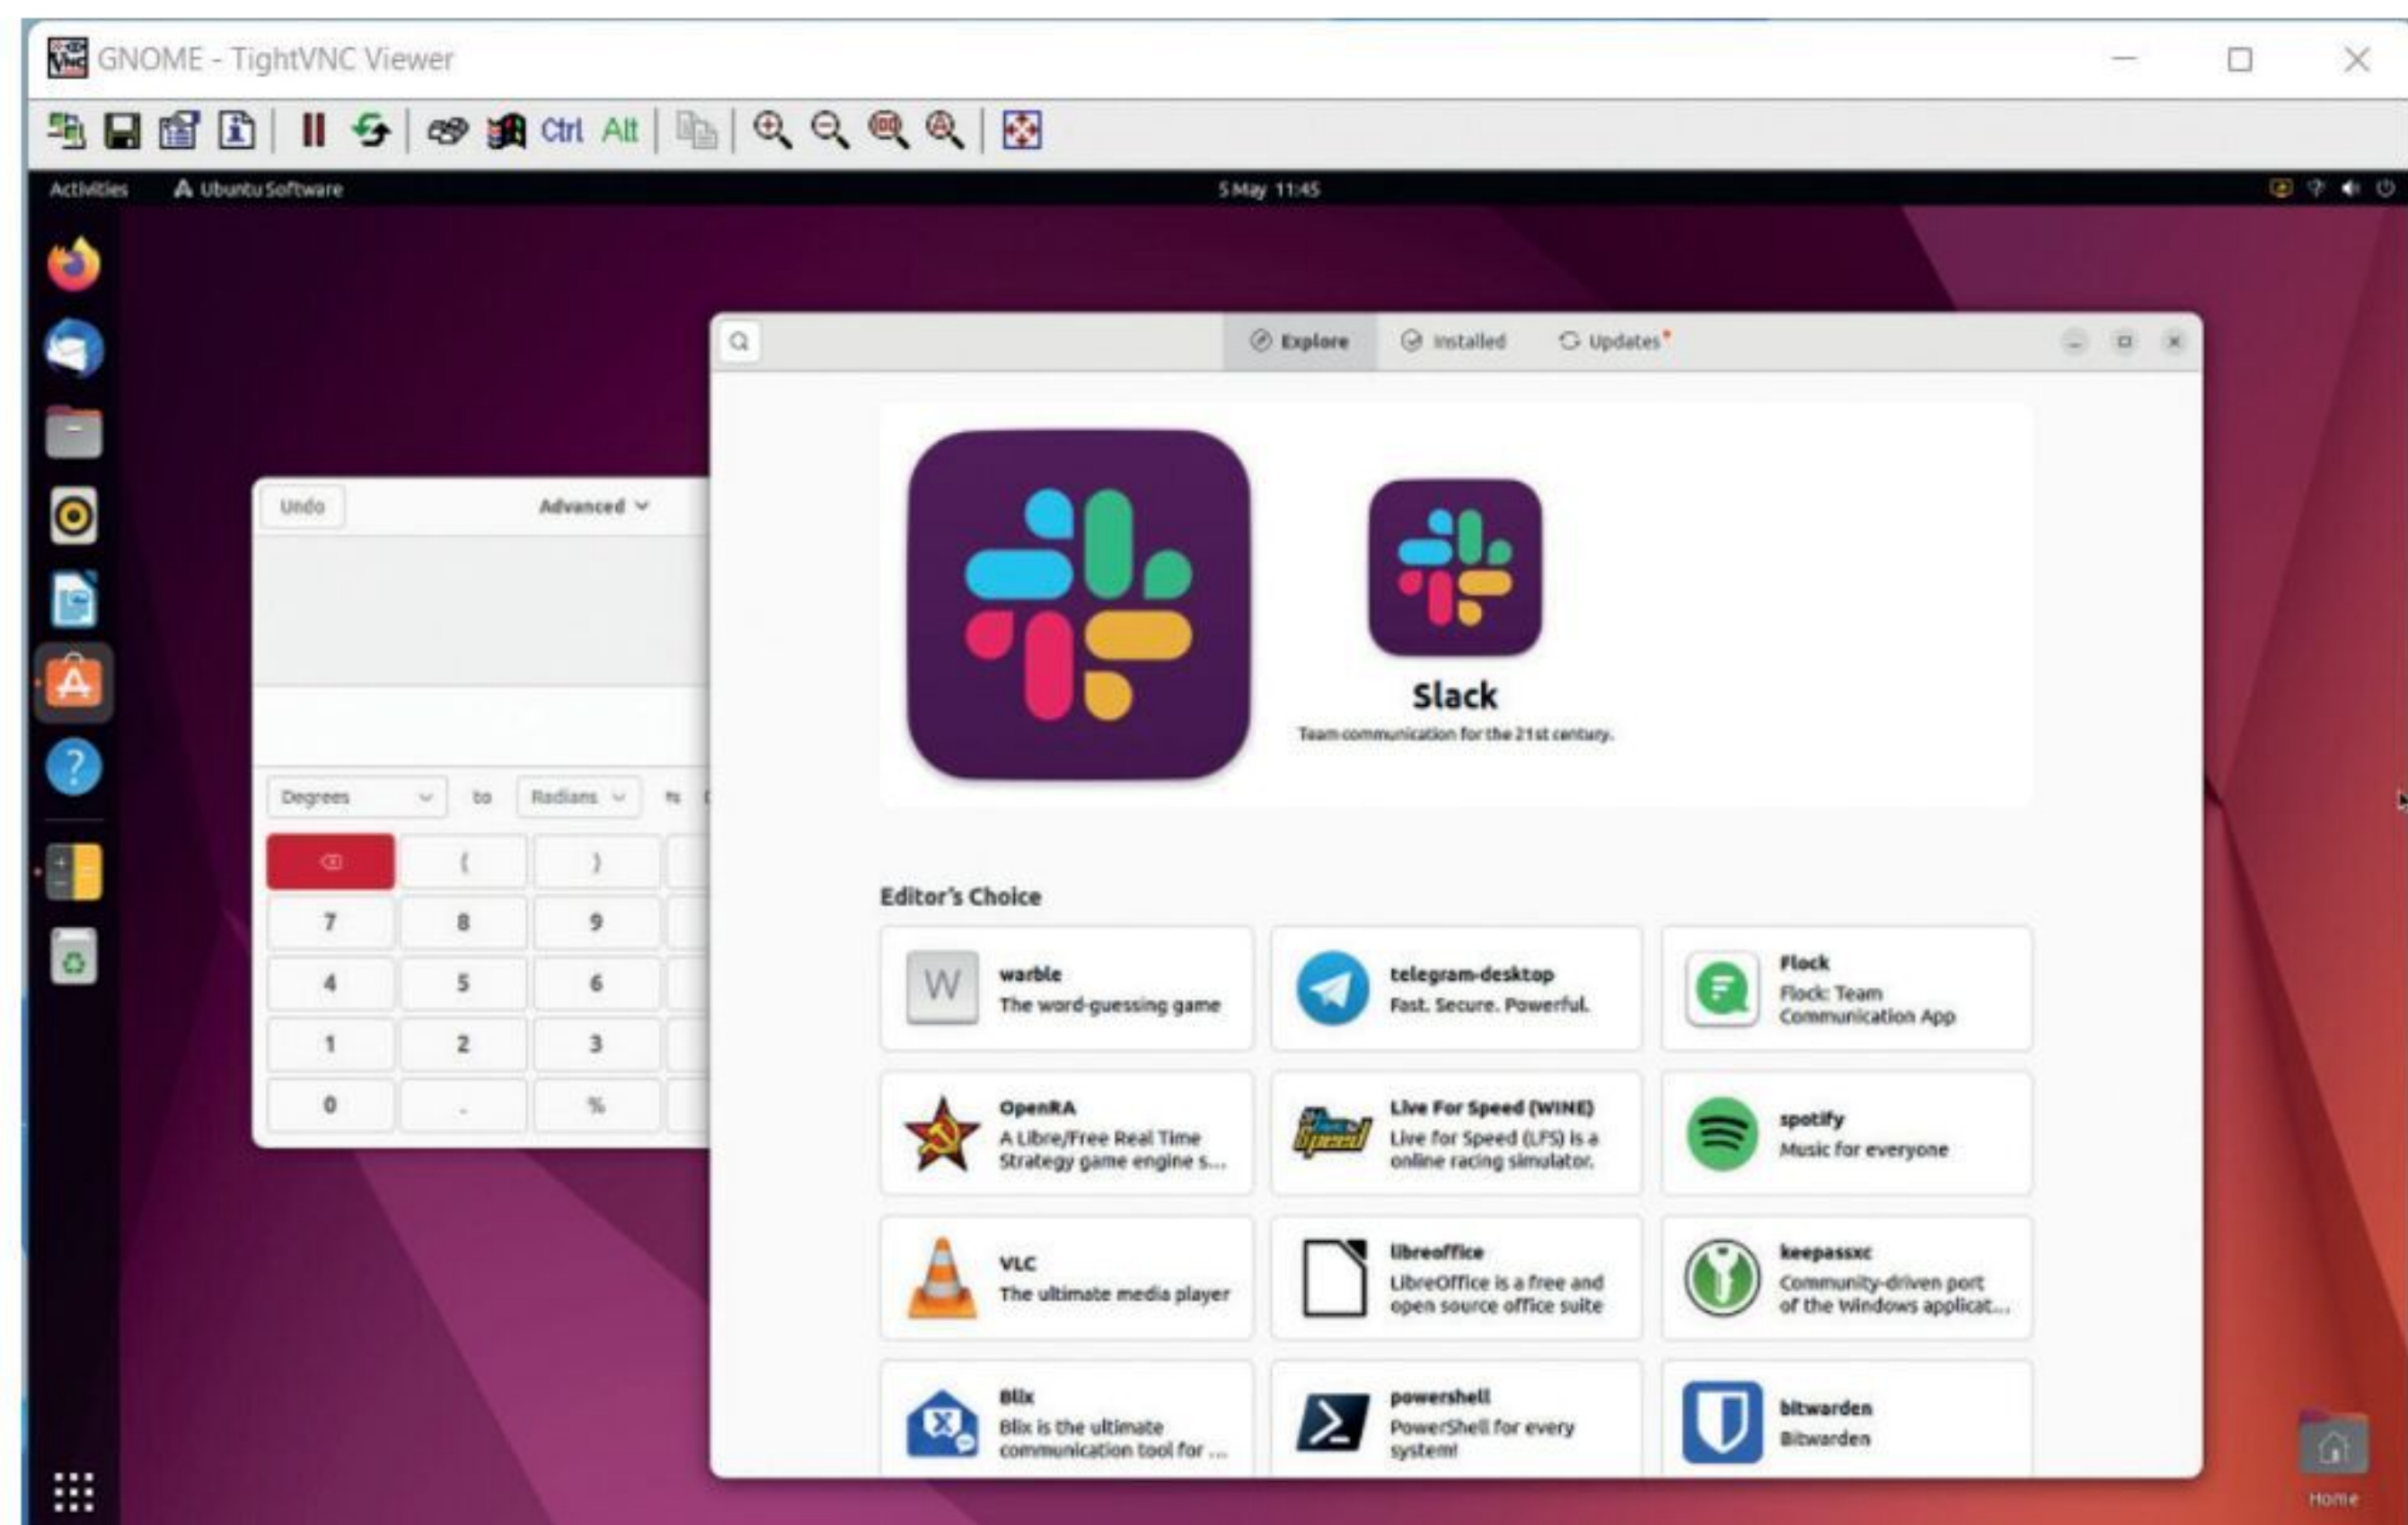 GNOME - TightVNC Viewer
Ctrl Alt
Activities Ubuntu Software 5 May 11:45
Explore Installed Updates
Undo Advanced
Slack
Team communication for the 21st century.
Degrees to Radians
( )
7 8 9
4 5 6
1 2 3
0 . %
Editor's Choice
W
warble
The word-guessing game
telegram-desktop
Fast. Secure. Powerful.
Flock
Flock: Team
Communication App
OpenRA
A Libre/Free Real Time
Strategy game engine s...
Speed
Live For Speed (WINE)
Live for Speed (LFS) is a
online racing simulator.
spotify
Music for everyone
VLC
The ultimate media player
libreoffice
LibreOffice is a free and
open source office suite
keepassxc
Community-driven port
of the Windows applicat...
Blix
Blix is the ultimate
communication tool for ...
powershell
PowerShell for every
system!
bitwarden
Bitwarden
Home